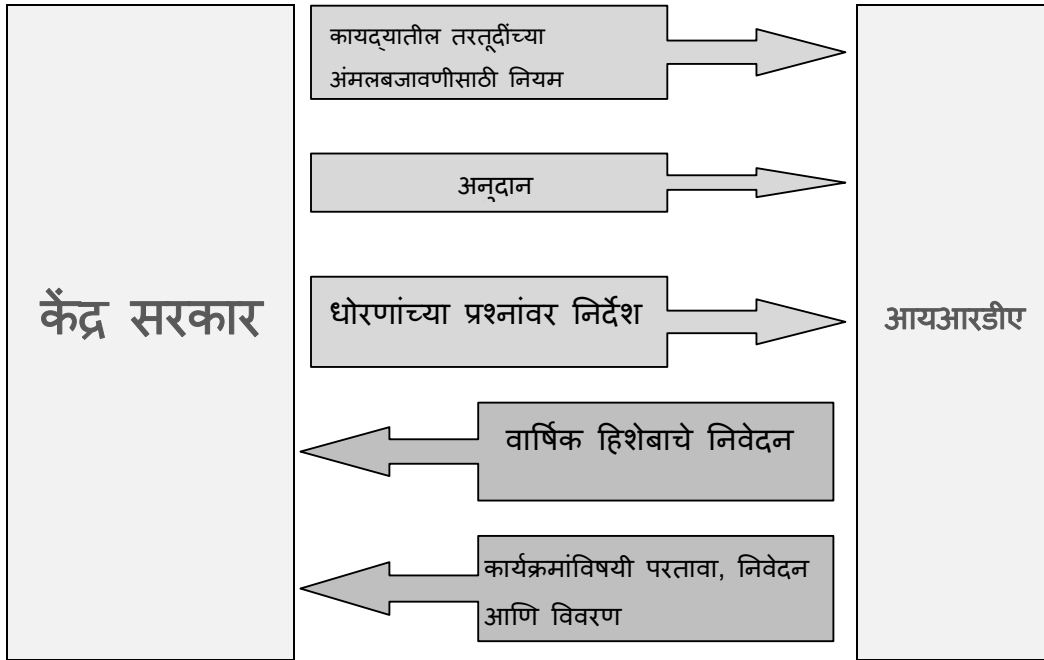 केंद्र सरकार
कायद्यातील तरतूदींच्या
अंमलबजावणीसाठी नियम
अनुदान
धोरणांच्या प्रश्नांवर निर्देश
वार्षिक हिशेबाचे निवेदन
कार्यक्रमांविषयी परतावा, निवेदन
आणि विवरण
आयआरडीए